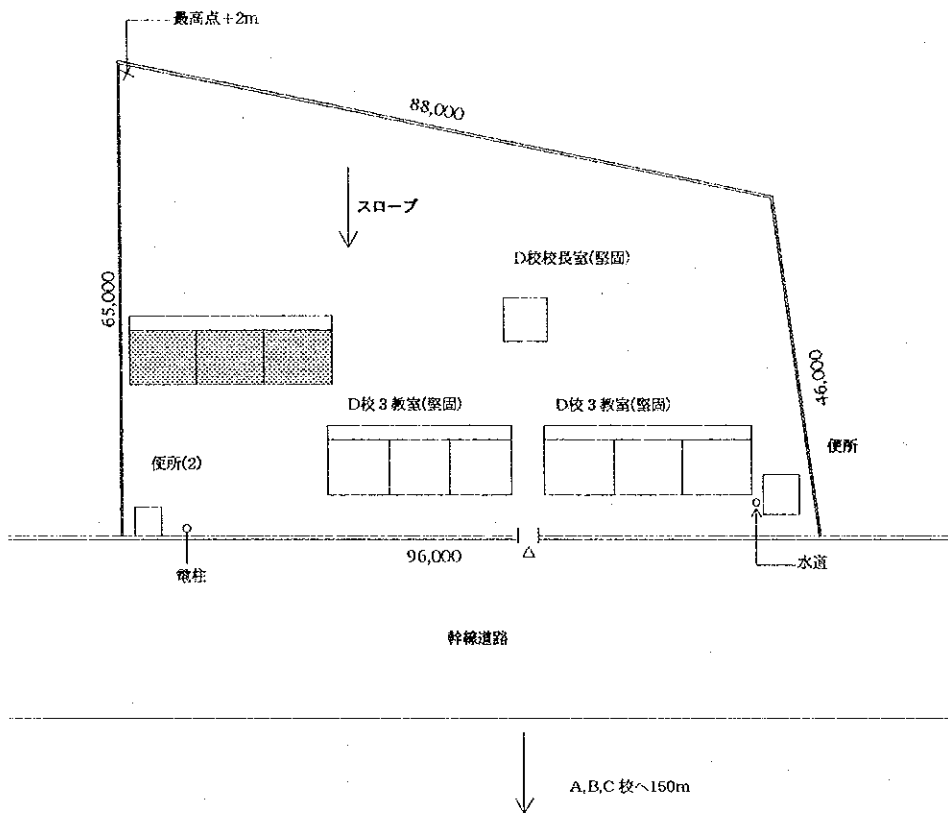 最高点+2m
88,000
スロープ
D校校長室(堅固)
65,000
46,000
D校3教室(堅固)
D校3教室(堅固)
便所
便所(2)
96,000
電柱
水道
幹線道路
A,B,C 校へ150m